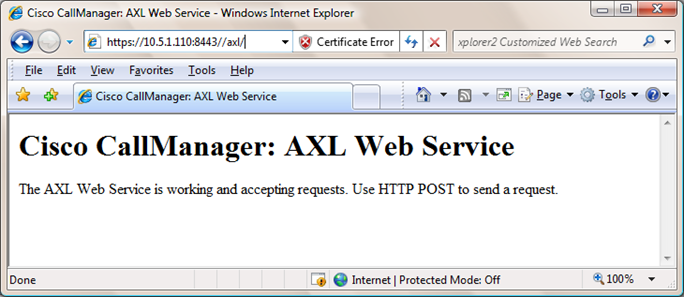 Cisco CallManager: AXL Web Service - Windows Internet Explorer
https://10.5.1.110:8443//axl/ Certificate Error xplorer2 Customized Web Search
File Edit View Favorites Tools Help
Cisco CallManager: AXL Web Service Page Tools
Cisco CallManager: AXL Web Service
The AXL Web Service is working and accepting requests. Use HTTP POST to send a request.
Done Internet | Protected Mode: Off 100%